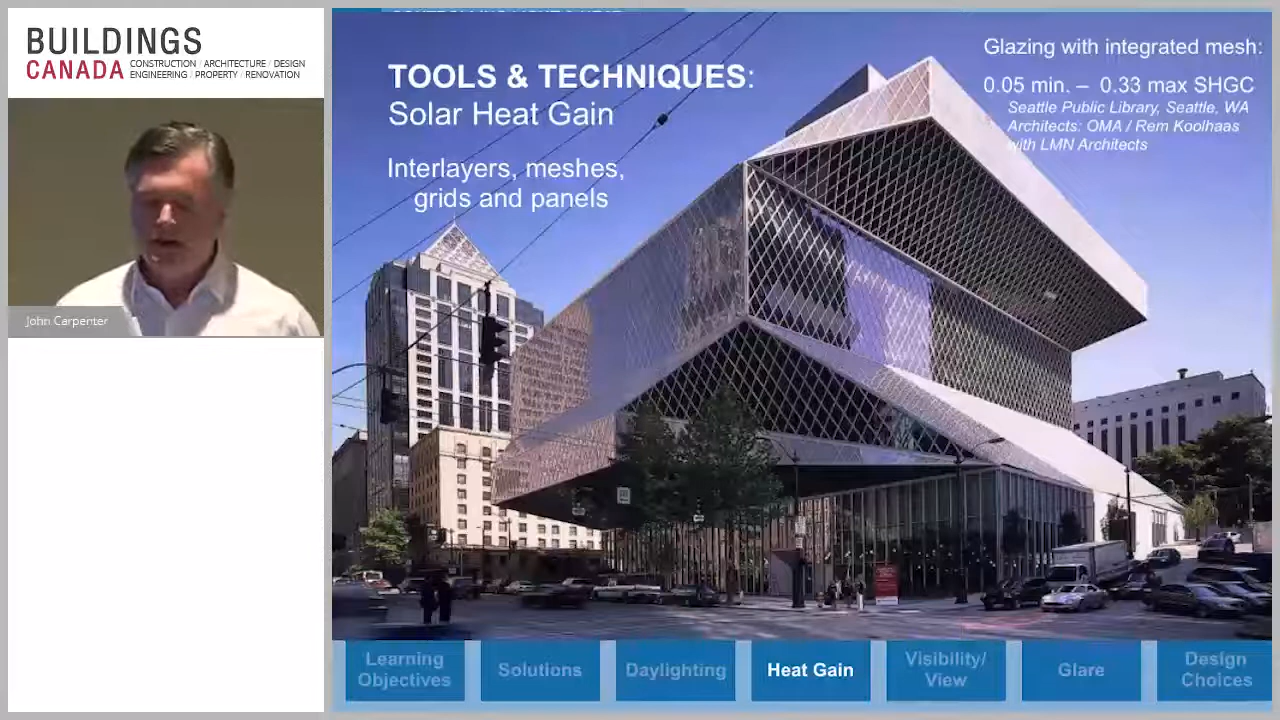 BUILDINGS
CANADA
CONSTRUCTION / ARCHITECTURE / DESIGN
ENGINEERING / PROPERTY / RENOVATION
John Carpenter
TOOLS & TECHNIQUES:
Solar Heat Gain
Interlayers, meshes,
grids and panels
Glazing with integrated mesh:
0.05 min. – 0.33 max SHGC
Seattle Public Library, Seattle, WA
Architects: OMA / Rem Koolhaas
with LMN Architects
Learning
Objectives
Solutions
Daylighting
Heat Gain
Visibility/
View
Glare
Design
Choices